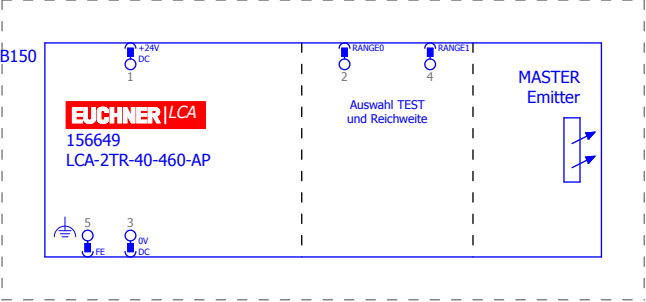 B150
+24V
DC
1
RANGE0
2
RANGE1
4
MASTER
Emitter
EUCHNER LCA
156649
LCA-2TR-40-460-AP
Auswahl TEST
und Reichweite
5
FE
3
0V
DC